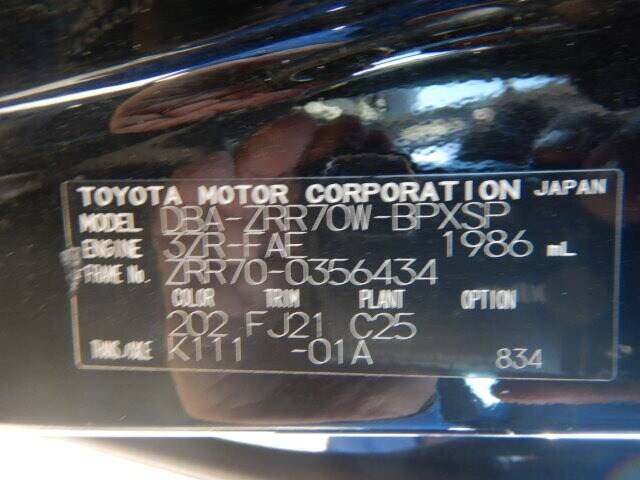 TOYOTA MOTOR CORPORATION JAPAN
MODEL DBA-ZRR70W-BPXSP
ENGINE 3ZR-FAE 1986 mL
FRAME No. ZRR70-0356434
COLOR TRIM PLANT OPTION
202 FJ21 C25
TRANS/AXLE K111 -01A 834